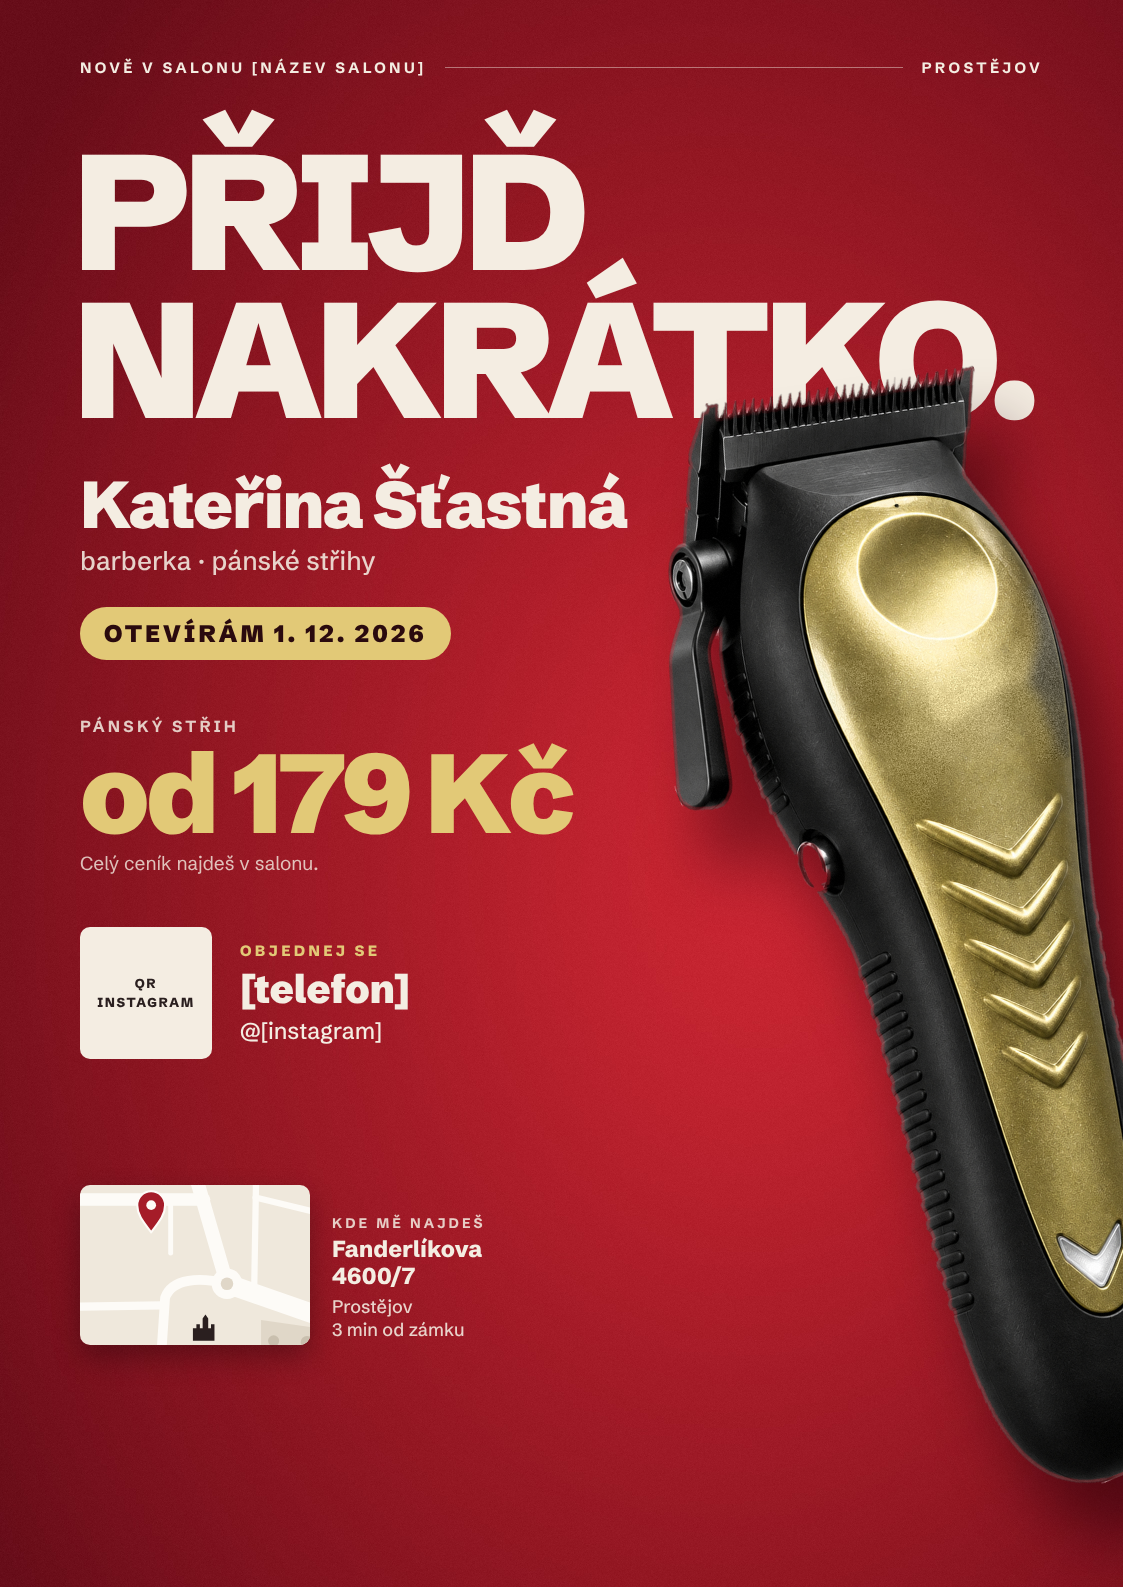 NOVĚ V SALONU [NÁZEV SALONU]
PROSTĚJOV
PŘIJĎ
NAKRÁTKO.
Kateřina Šťastná
barberka · pánské střihy
OTEVÍRÁM 1. 12. 2026
PÁNSKÝ STŘIH
od 179 Kč
Celý ceník najdeš v salonu.
QR
INSTAGRAM
OBJEDNEJ SE
[telefon]
@[instagram]
KDE MĚ NAJDEŠ
Fanderlíkova
4600/7
Prostějov
3 min od zámku